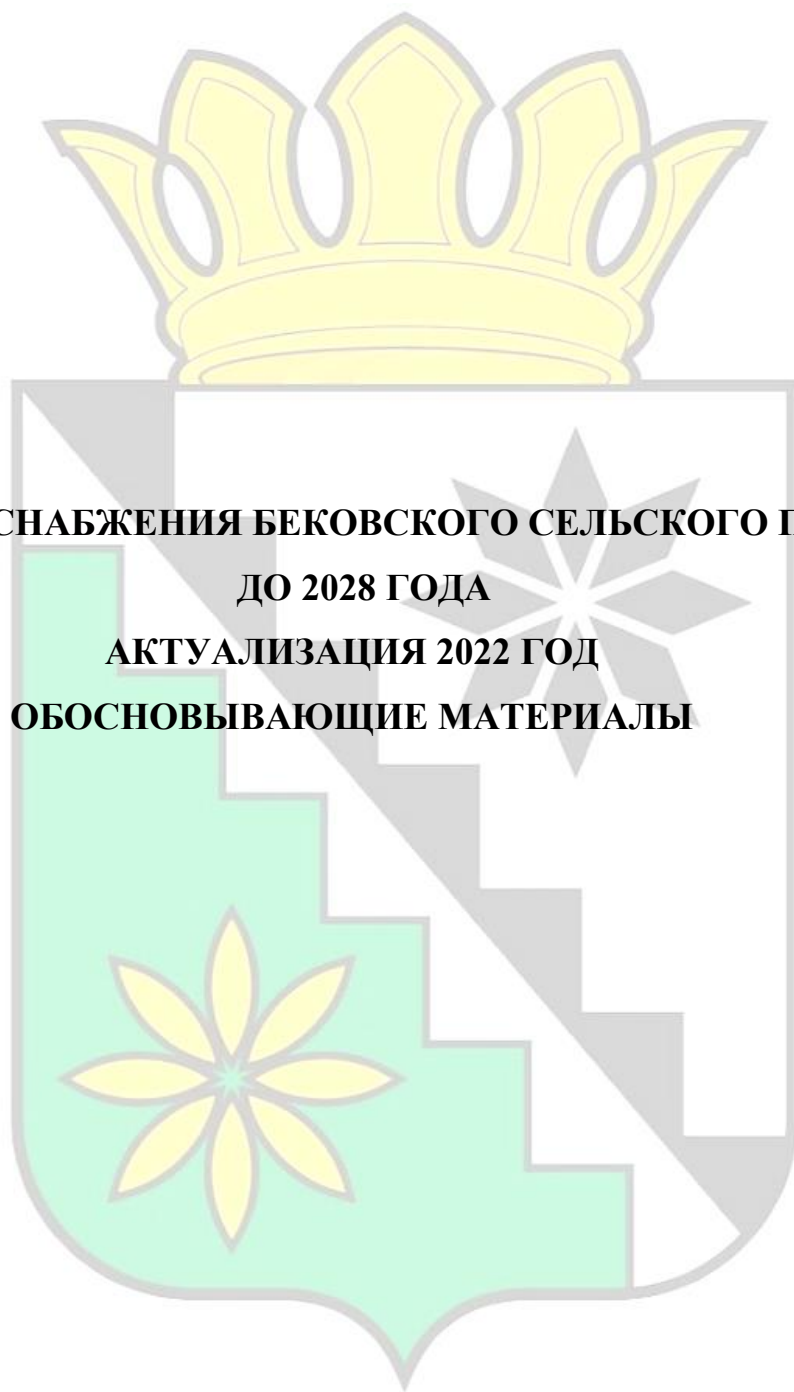 СНАБЖЕНИЯ БЕКОВСКОГО СЕЛЬСКОГО П
ДО 2028 ГОДА
АКТУАЛИЗАЦИЯ 2022 ГОД
ОБОСНОВЫВАЮЩИЕ МАТЕРИАЛЫ